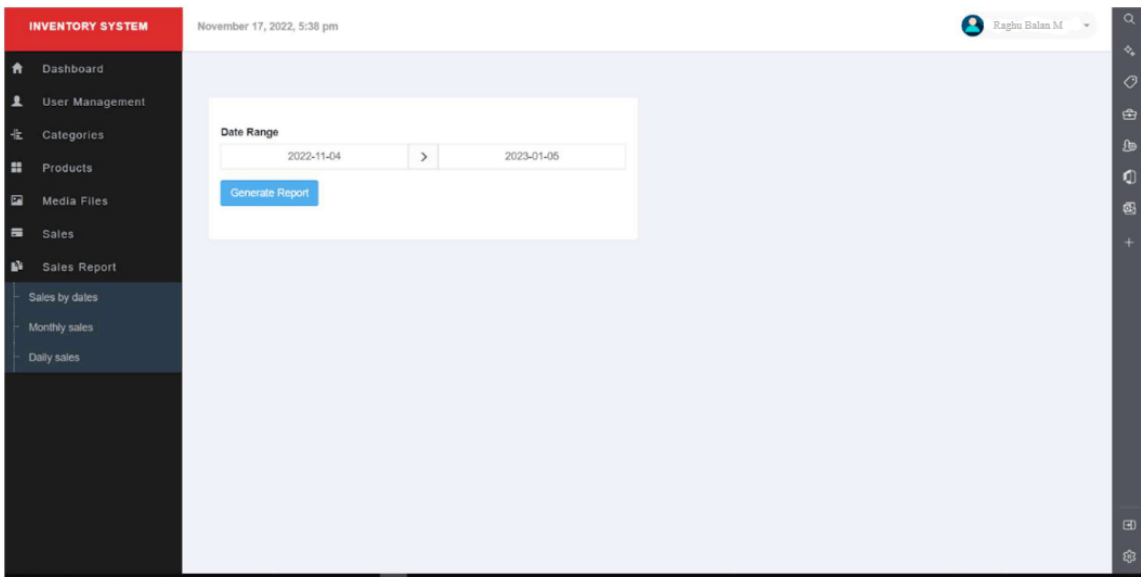 INVENTORY SYSTEM
November 17, 2022, 5:38 pm
Raghu Balan M
Dashboard
User Management
Categories
Products
Media Files
Sales
Sales Report
Sales by dates
Monthly sales
Daily sales
Date Range
2022-11-04
2023-01-05
Generate Report